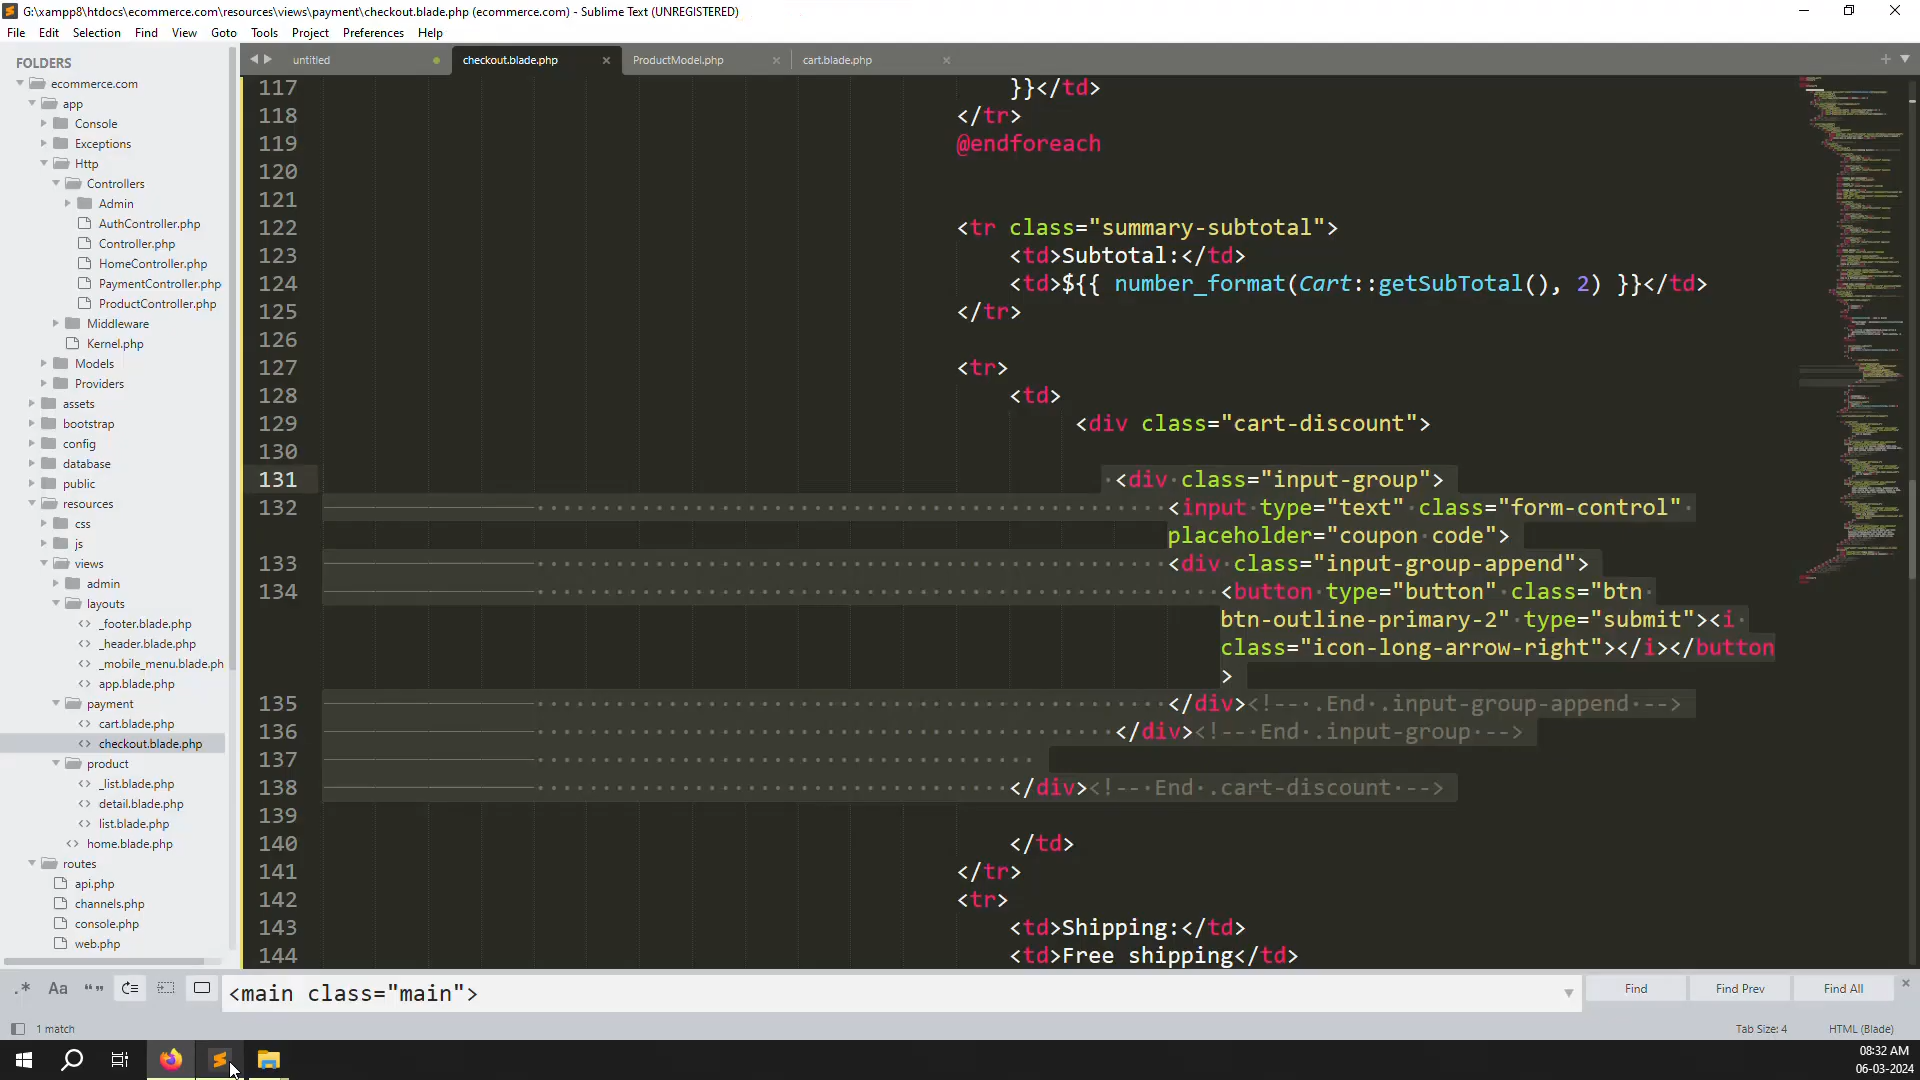 G:\xampp8\htdocs\ecommerce.com\resources\views\payment\checkout.blade.php (ecommerce.com) - Sublime Text (UNREGISTERED)
File Edit Selection Find View Goto Tools Project Preferences Help
FOLDERS
ecommerce.com
app
Console
Exceptions
Http
Controllers
Admin
AuthController.php
Controller.php
HomeController.php
PaymentController.php
ProductController.php
Middleware
Kernel.php
Models
Providers
assets
bootstrap
config
database
public
resources
css
js
views
admin
layouts
_footer.blade.php
_header.blade.php
_mobile_menu.blade.ph
app.blade.php
payment
cart.blade.php
checkout.blade.php
product
_list.blade.php
detail.blade.php
list.blade.php
home.blade.php
routes
api.php
channels.php
console.php
web.php
untitled checkout.blade.php ProductModel.php cart.blade.php
117 }}</td>
118 </tr>
119 @endforeach
120
121
122 <tr class="summary-subtotal">
123 <td>Subtotal:</td>
124 <td>${{ number_format(Cart::getSubTotal(), 2) }}</td>
125 </tr>
126
127 <tr>
128 <td>
129 <div class="cart-discount">
130
131 <div class="input-group">
132 <input type="text" class="form-control"
placeholder="coupon code">
133 <div class="input-group-append">
134 <button type="button" class="btn
btn-outline-primary-2" type="submit"><i
class="icon-long-arrow-right"></i></button
>
135 </div><!-- .End .input-group-append -->
136 </div><!-- End .input-group -->
137
138 </div><!-- End .cart-discount -->
139
140 </td>
141 </tr>
142 <tr>
143 <td>Shipping:</td>
144 <td>Free shipping</td>
.* Aa “” <main class="main"> Find Find Prev Find All
1 match Tab Size: 4 HTML (Blade)
08:32 AM
06-03-2024